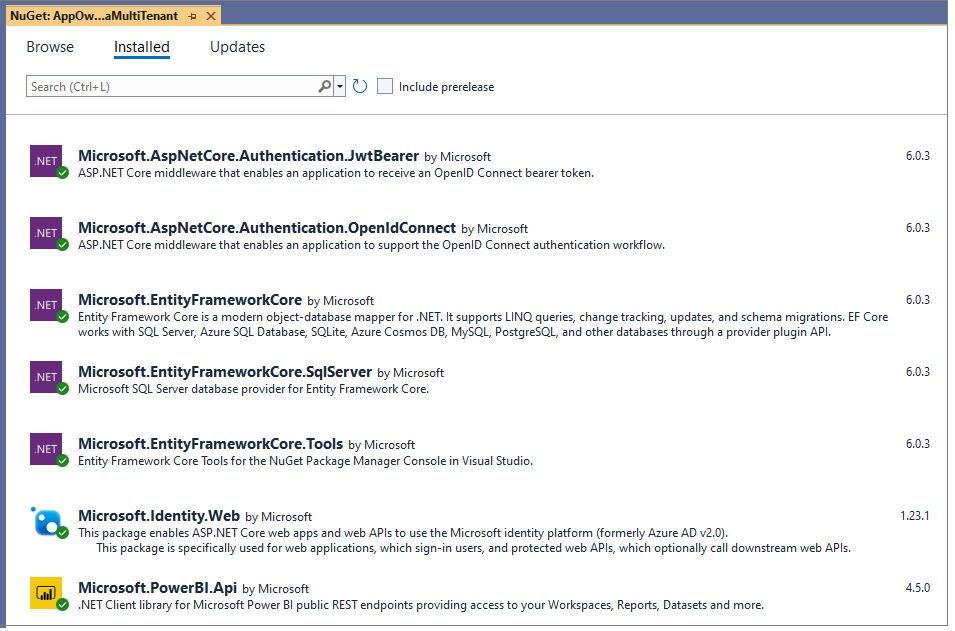 NuGet: AppOw...aMultiTenant
Browse Installed Updates
Search (Ctrl+L) Include prerelease
.NET Microsoft.AspNetCore.Authentication.JwtBearer by Microsoft 6.0.3
ASP.NET Core middleware that enables an application to receive an OpenID Connect bearer token.
.NET Microsoft.AspNetCore.Authentication.OpenIdConnect by Microsoft 6.0.3
ASP.NET Core middleware that enables an application to support the OpenID Connect authentication workflow.
.NET Microsoft.EntityFrameworkCore by Microsoft 6.0.3
Entity Framework Core is a modern object-database mapper for .NET. It supports LINQ queries, change tracking, updates, and schema migrations. EF Core
works with SQL Server, Azure SQL Database, SQLite, Azure Cosmos DB, MySQL, PostgreSQL, and other databases through a provider plugin API.
.NET Microsoft.EntityFrameworkCore.SqlServer by Microsoft 6.0.3
Microsoft SQL Server database provider for Entity Framework Core.
.NET Microsoft.EntityFrameworkCore.Tools by Microsoft 6.0.3
Entity Framework Core Tools for the NuGet Package Manager Console in Visual Studio.
Microsoft.Identity.Web by Microsoft 1.23.1
This package enables ASP.NET Core web apps and web APIs to use the Microsoft identity platform (formerly Azure AD v2.0).
This package is specifically used for web applications, which sign-in users, and protected web APIs, which optionally call downstream web APIs.
Microsoft.PowerBI.Api by Microsoft 4.5.0
.NET Client library for Microsoft Power BI public REST endpoints providing access to your Workspaces, Reports, Datasets and more.